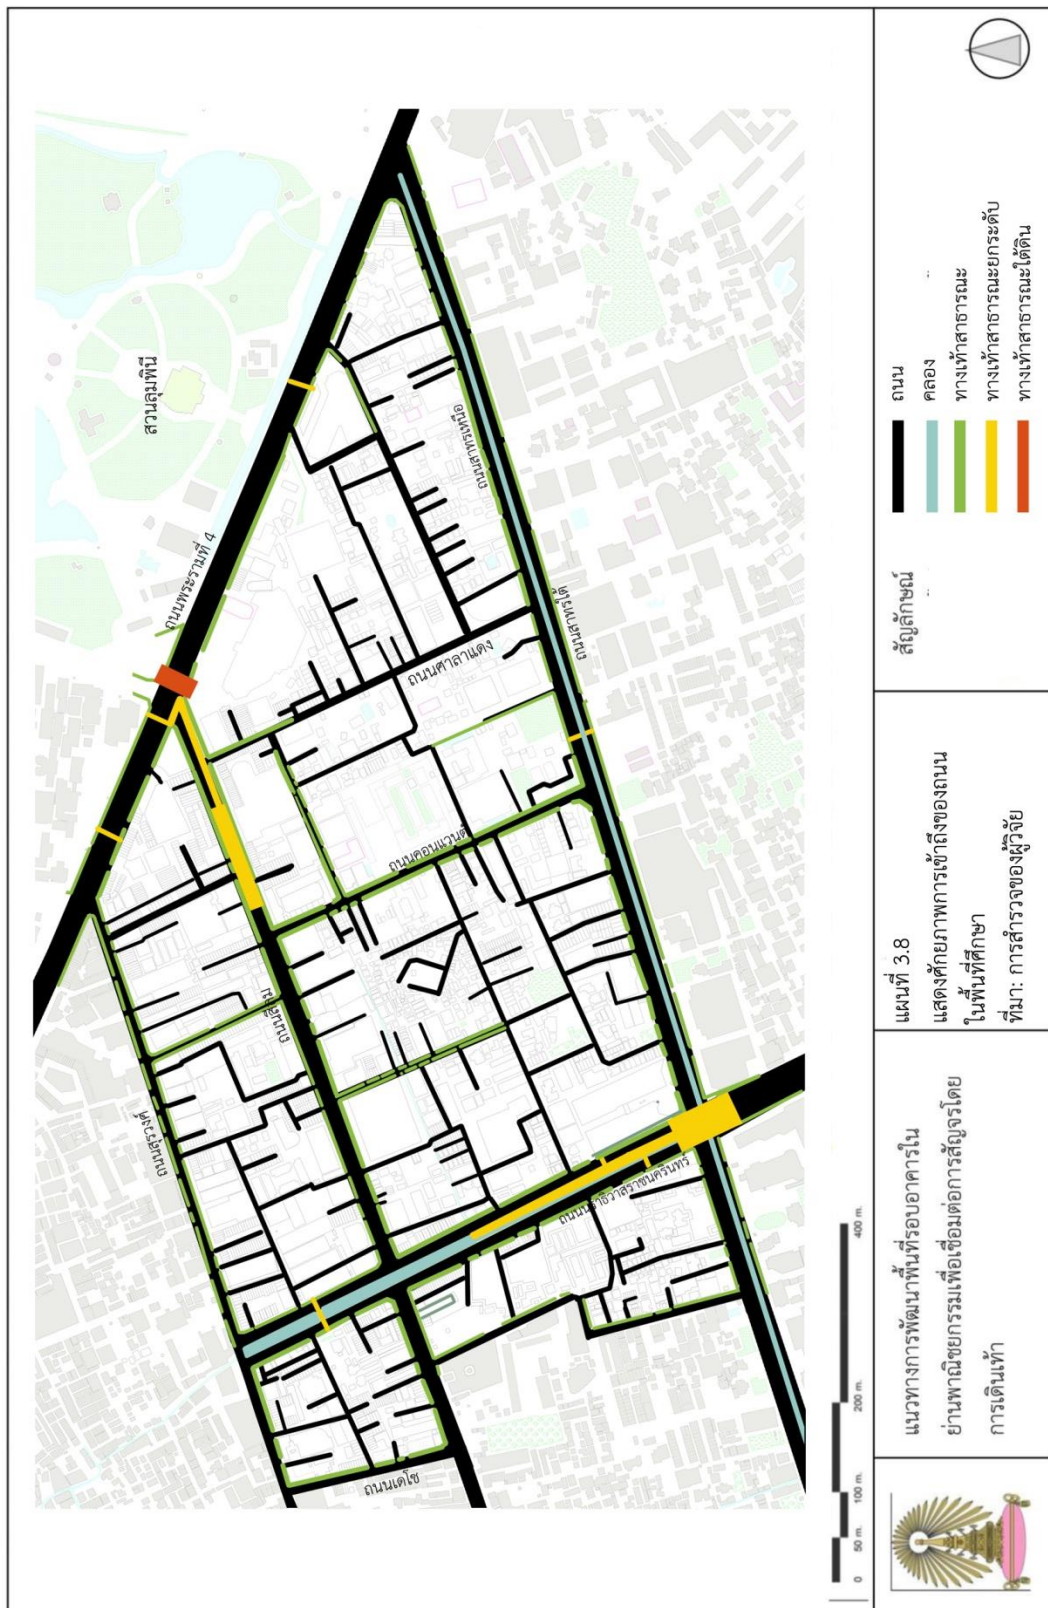 สวนลุมพินี
ถนนพระรามที่ 4
ถนนสาทรเหนือ
ถนนสาทรใต้
ถนนศาลาแดง
ถนนคอนแวนต์
ถนนสีลม
ถนนสุรวงศ์
ถนนนราธิวาสราชนครินทร์
ถนนเดโช
0 50 m. 100 m. 200 m. 400 m.
แนวทางการพัฒนาพื้นที่รอบอาคารใน
ย่านพาณิชยกรรมเพื่อเชื่อมต่อการสัญจรโดย
การเดินเท้า
แผนที่ 3.8
แสดงศักยภาพการเข้าถึงของถนน
ในพื้นที่ศึกษา
ที่มา: การสำรวจของผู้วิจัย
สัญลักษณ์
ถนน
คลอง
ทางเท้าสาธารณะ
ทางเท้าสาธารณะยกระดับ
ทางเท้าสาธารณะใต้ดิน